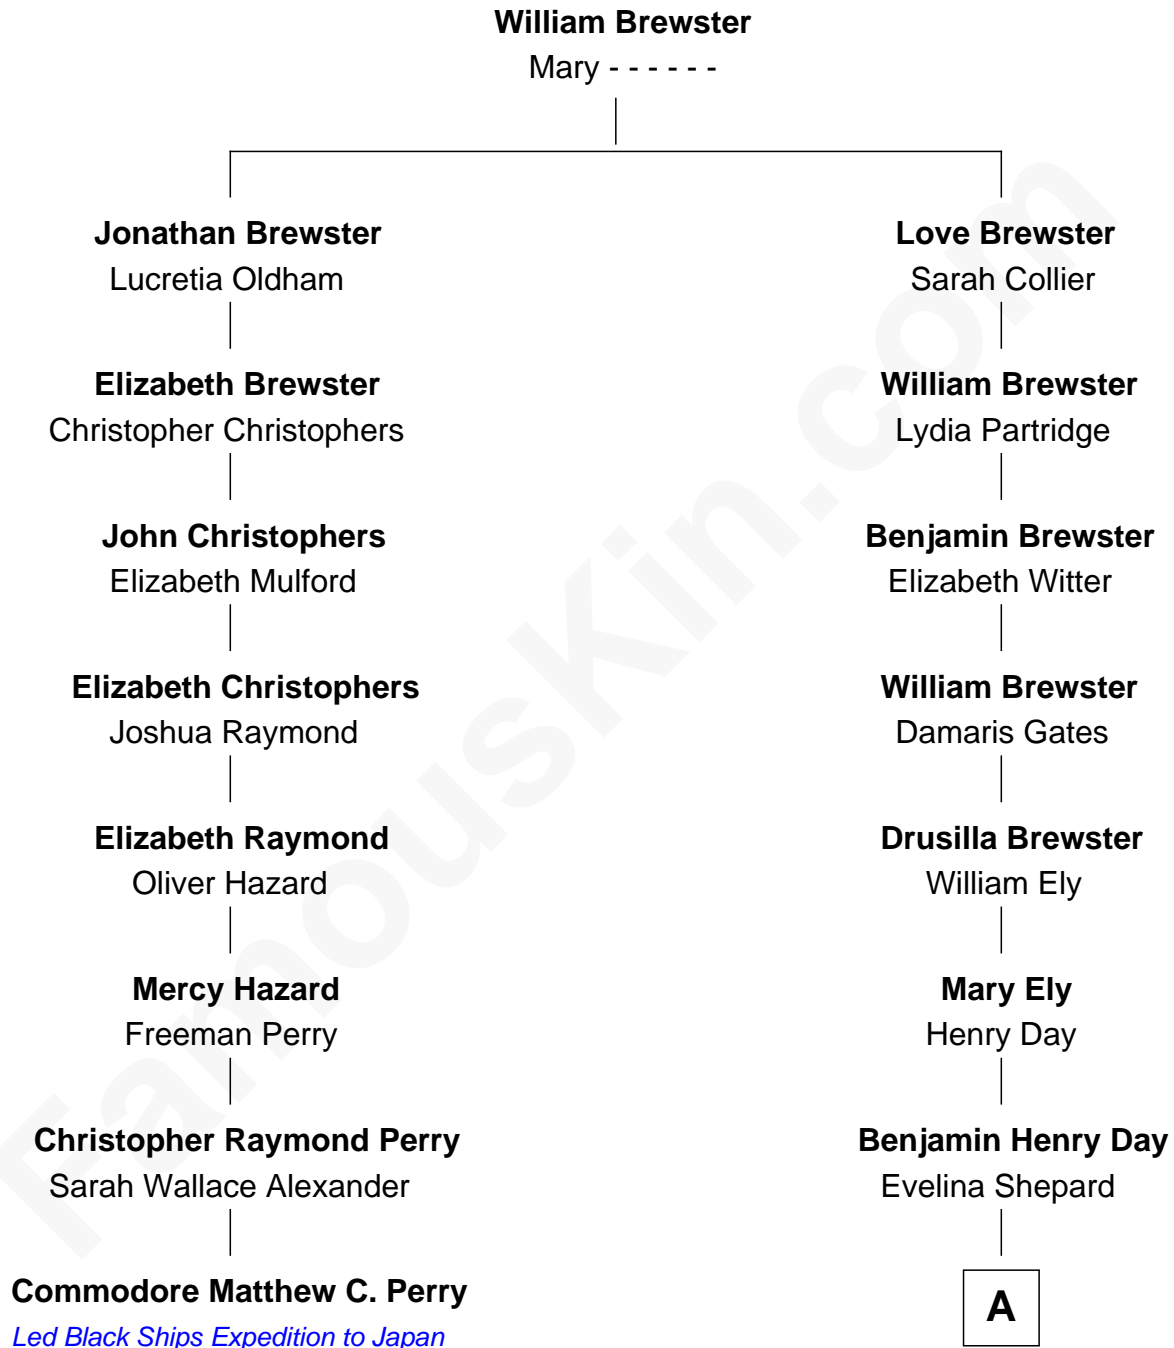 William Brewster
Mary - - - - - -
Jonathan Brewster
Lucretia Oldham
Love Brewster
Sarah Collier
Elizabeth Brewster
Christopher Christophers
William Brewster
Lydia Partridge
John Christophers
Elizabeth Mulford
Benjamin Brewster
Elizabeth Witter
Elizabeth Christophers
Joshua Raymond
William Brewster
Damaris Gates
Elizabeth Raymond
Oliver Hazard
Drusilla Brewster
William Ely
Mercy Hazard
Freeman Perry
Mary Ely
Henry Day
Christopher Raymond Perry
Sarah Wallace Alexander
Benjamin Henry Day
Evelina Shepard
Commodore Matthew C. Perry
Led Black Ships Expedition to Japan
A
FamousKin.com